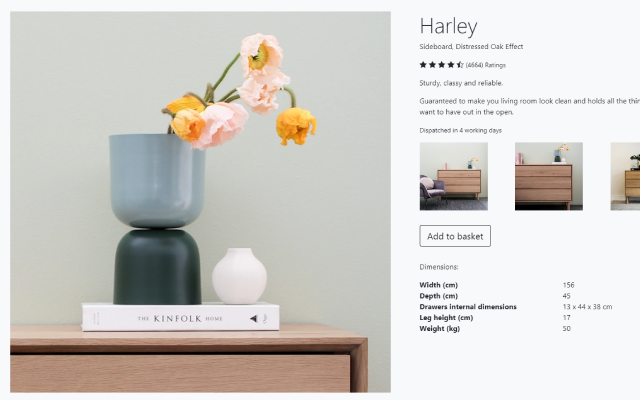 Harley
Sideboard, Distressed Oak Effect
(4664) Ratings
Sturdy, classy and reliable.
Guaranteed to make you living room look clean and holds all the
want to have out in the open.
Dispatched in 4 working days
Add to basket
Dimensions:
Width (cm) 156
Depth (cm) 45
Drawers internal dimensions 13 x 44 x 38 cm
Leg height (cm) 17
Weight (kg) 50
THE KINFOLK HOME